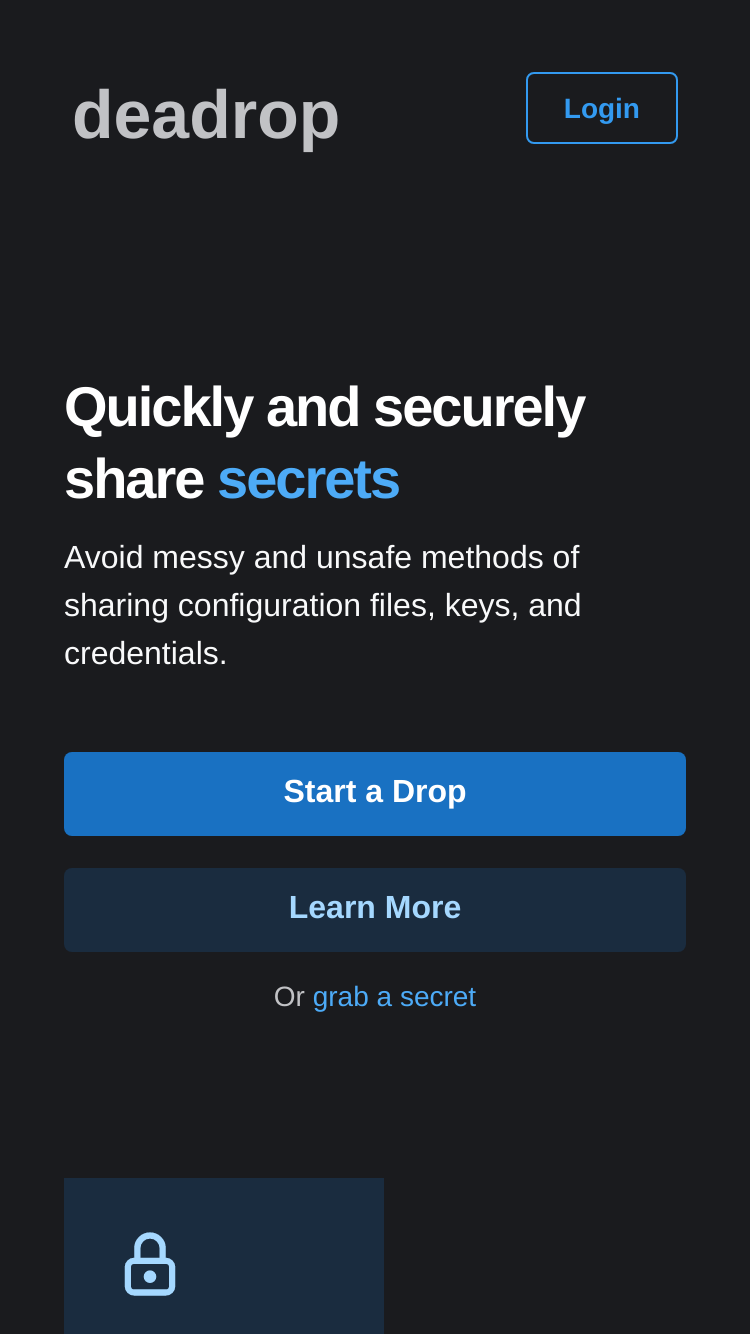 deadrop
Login
Quickly and securely
share secrets
Avoid messy and unsafe methods of
sharing configuration files, keys, and
credentials.
Start a Drop
Learn More
Or grab a secret